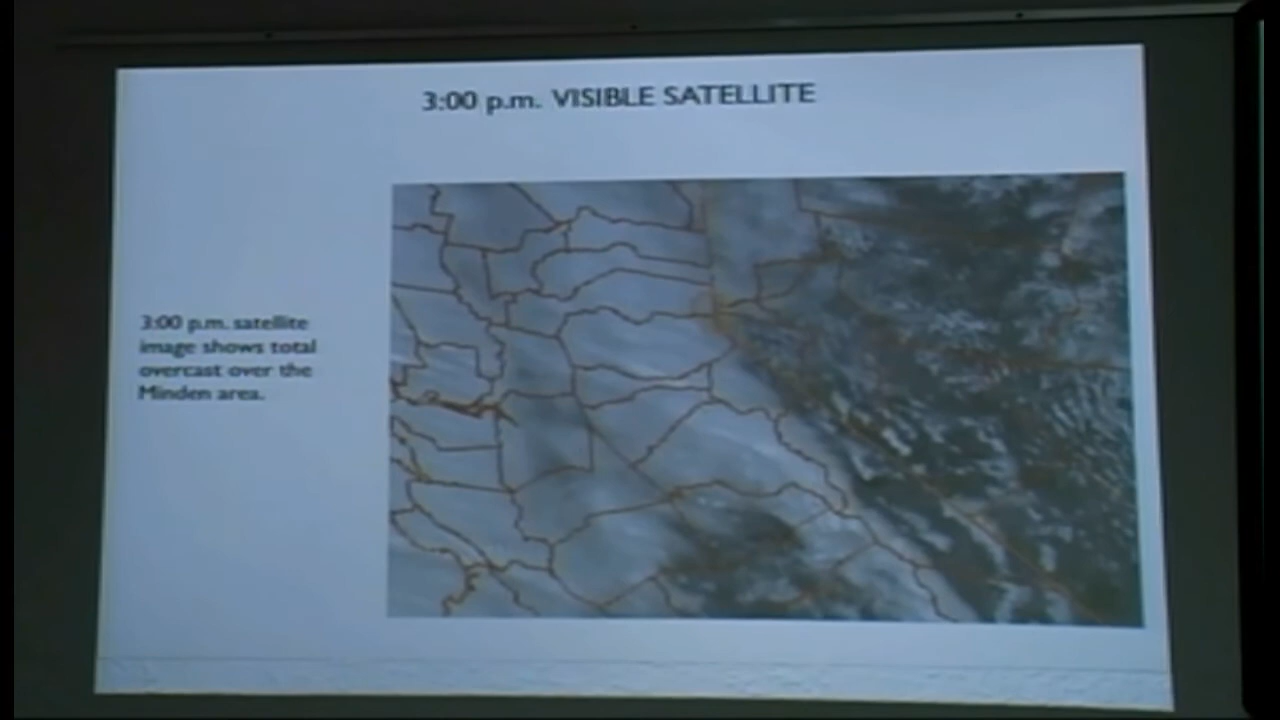 3:00 p.m. VISIBLE SATELLITE
3:00 p.m. satellite
image shows total
overcast over the
Minden area.